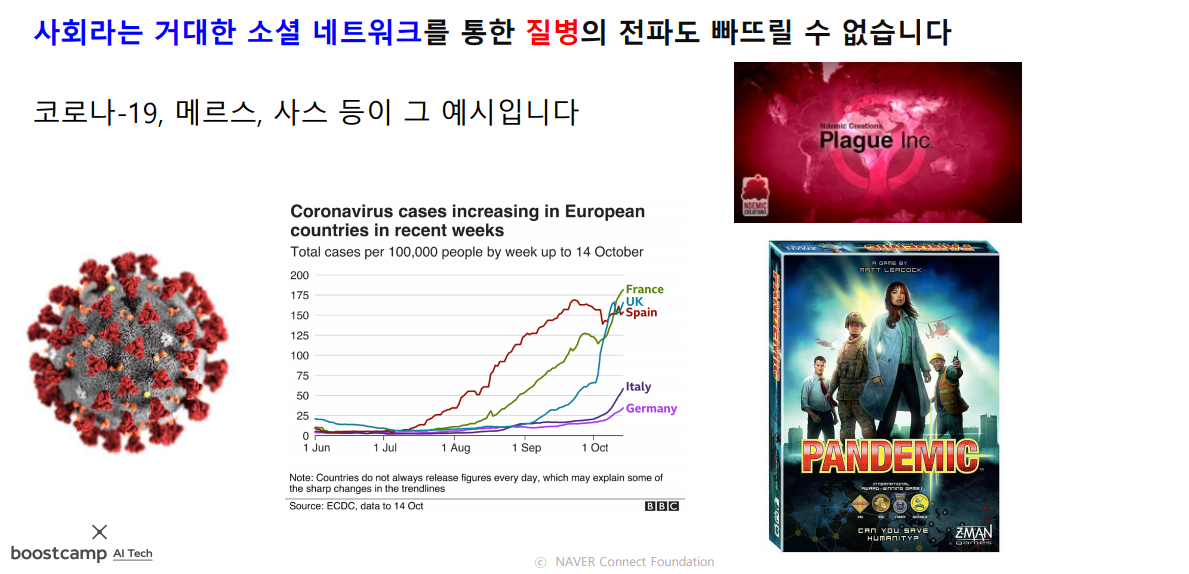 사회라는 거대한 소셜 네트워크를 통한 질병의 전파도 빠뜨릴 수 없습니다
코로나-19, 메르스, 사스 등이 그 예시입니다
Ndemic Creations
Plague Inc.
NDEMIC
CREATIONS
Coronavirus cases increasing in European
countries in recent weeks
Total cases per 100,000 people by week up to 14 October
200
175
150
125
100
75
50
25
0
France
UK
Spain
Italy
Germany
1 Jun
1 Jul
1 Aug
1 Sep
1 Oct
Note: Countries do not always release figures every day, which may explain some of
the sharp changes in the trendlines
Source: ECDC, data to 14 Oct
BBC
PANDEMIC
A GAME BY
MATT LEACOCK
PANDEMIC
PANDEMIC
INTERNATIONAL
AWARD-WINNING GAME!
CAN YOU SAVE
HUMANITY?
Z-MAN
games
boostcamp AI Tech
© NAVER Connect Foundation